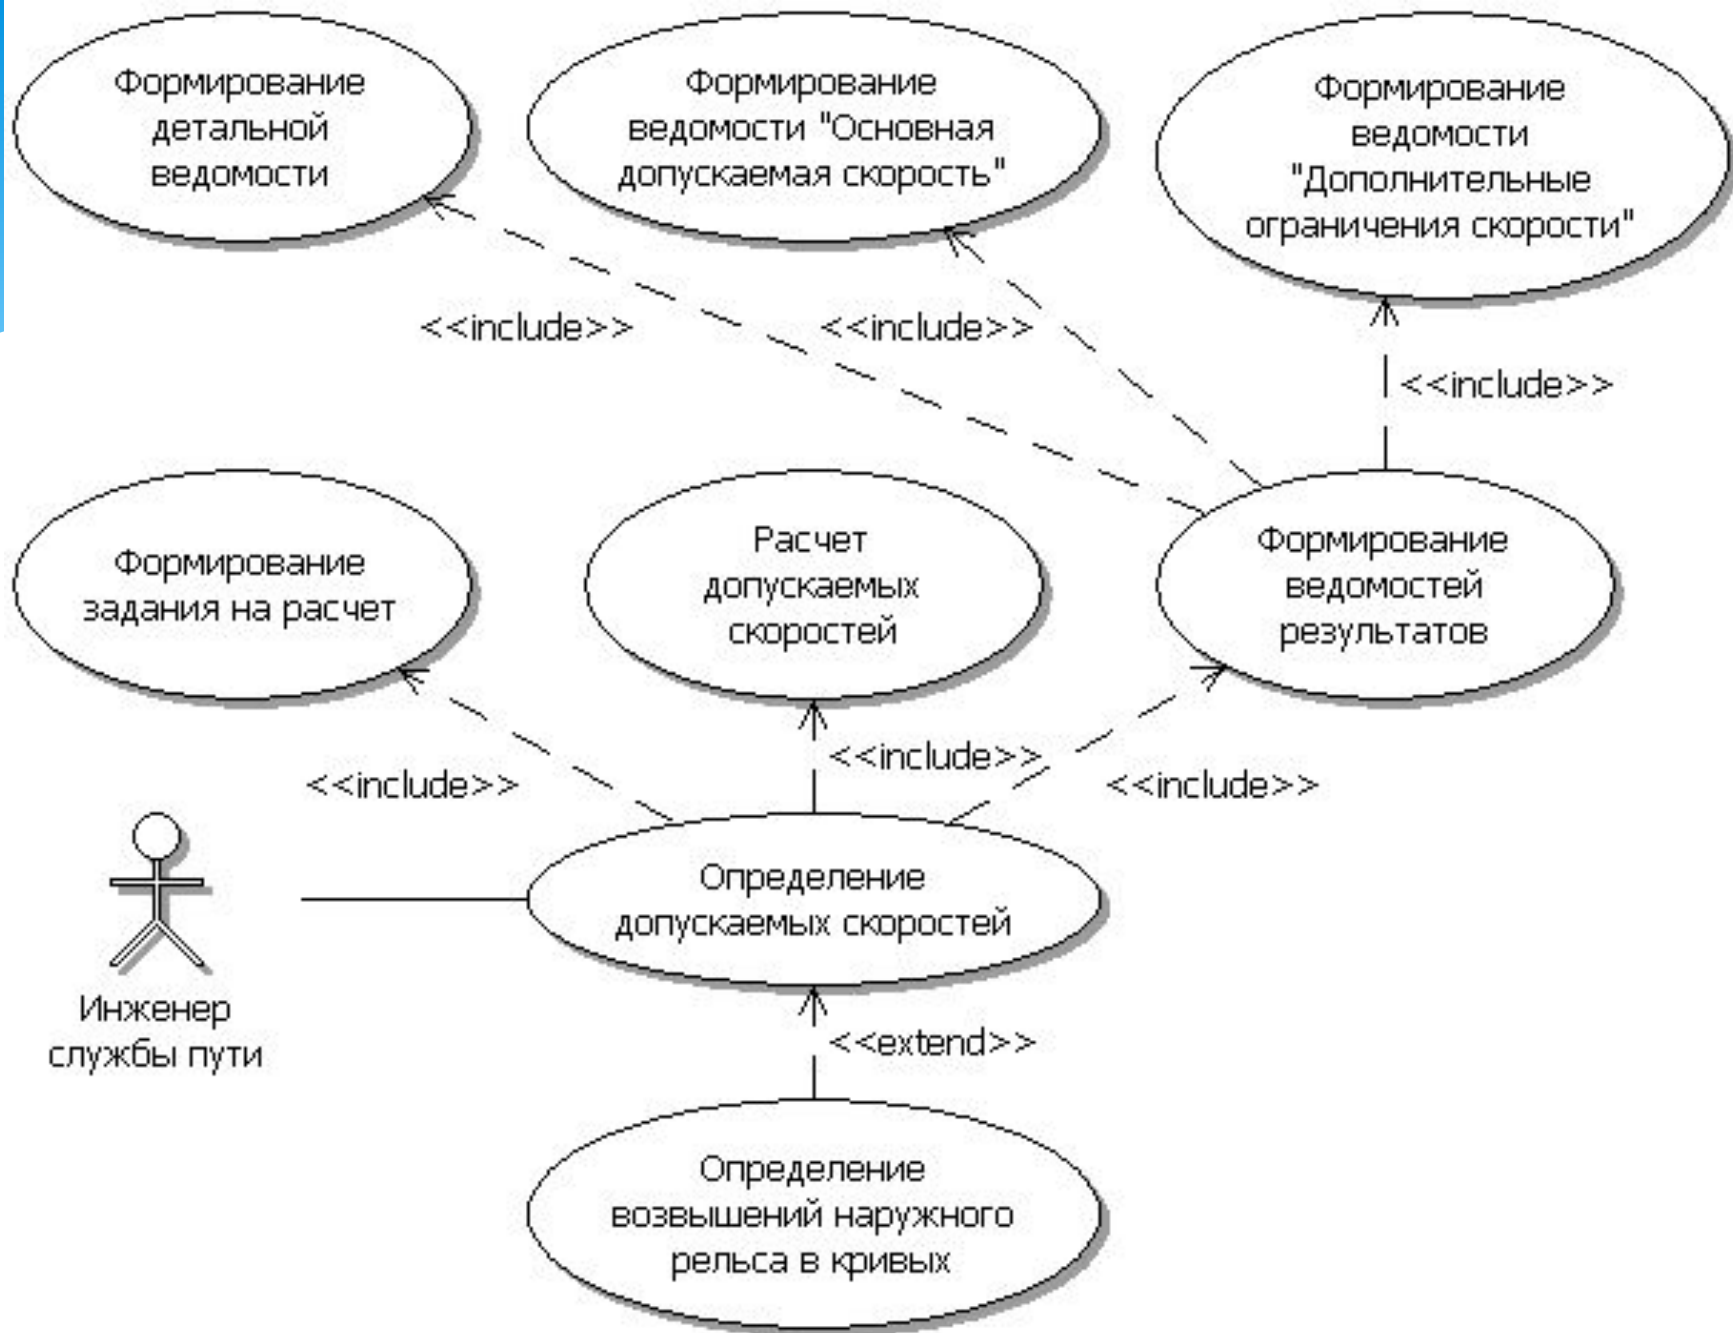 Формирование
детальной
ведомости
Формирование
ведомости "Основная
допускаемая скорость"
Формирование
ведомости
"Дополнительные
ограничения скорости"
<<include>>
<<include>>
<<include>>
Формирование
задания на расчет
Расчет
допускаемых
скоростей
Формирование
ведомостей
результатов
<<include>>
<<include>>
<<include>>
Определение
допускаемых скоростей
Инженер
службы пути
<<extend>>
Определение
возвышений наружного
рельса в кривых